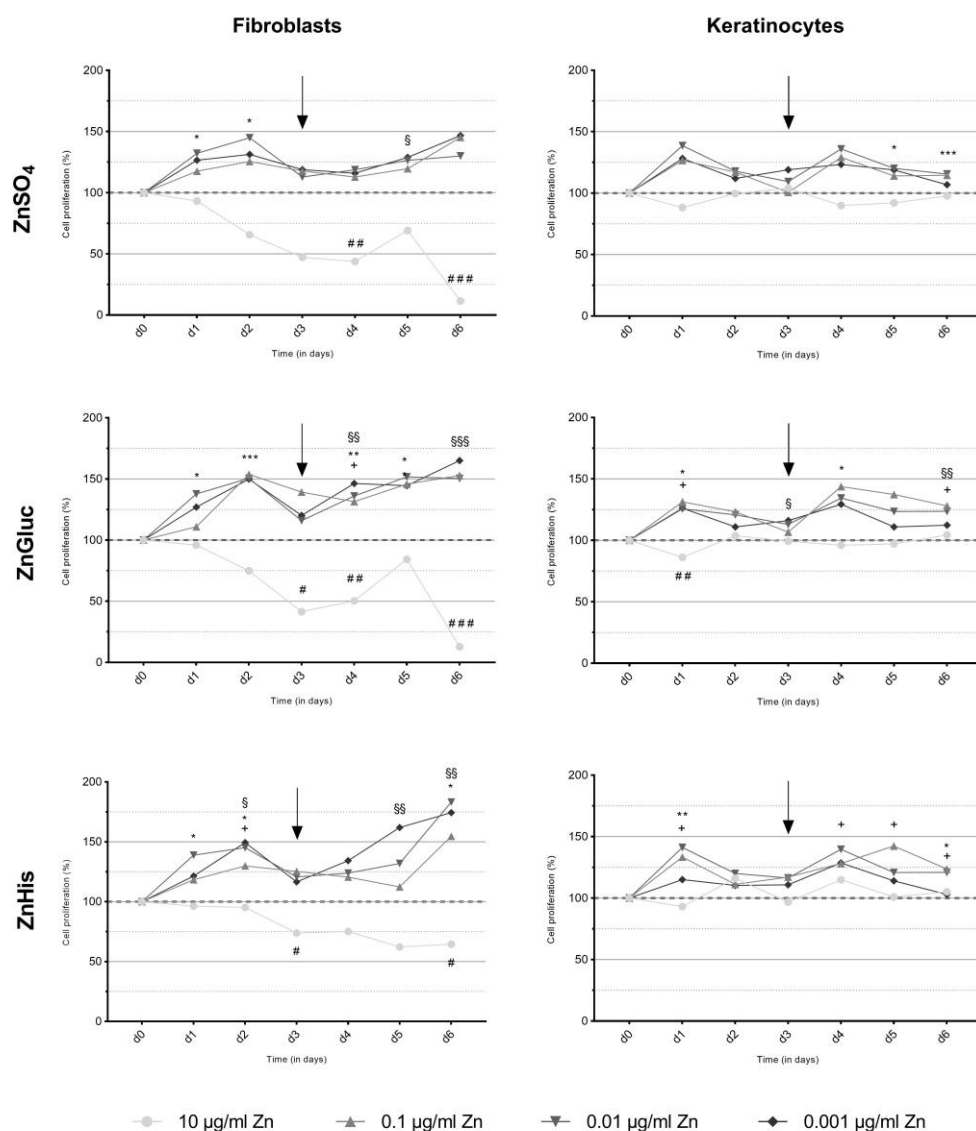 Fibroblasts
Keratinocytes
ZnSO4
Cell proliferation (%)
200
150
100
50
0
* * § ## ###
d0 d1 d2 d3 d4 d5 d6
Time (in days)
Cell proliferation (%)
200
150
100
50
0
* ***
d0 d1 d2 d3 d4 d5 d6
Time (in days)
ZnGluc
Cell proliferation (%)
200
150
100
50
0
§§ §§§
* *** ** *
+
# ## ###
d0 d1 d2 d3 d4 d5 d6
Time (in days)
Cell proliferation (%)
200
150
100
50
0
* * §§
+ § +
##
d0 d1 d2 d3 d4 d5 d6
Time (in days)
ZnHis
Cell proliferation (%)
200
150
100
50
0
§ §§ §§
* * *
+
# #
d0 d1 d2 d3 d4 d5 d6
Time (in days)
Cell proliferation (%)
200
150
100
50
0
** *
+ + + +
d0 d1 d2 d3 d4 d5 d6
Time (in days)
10 µg/ml Zn
0.1 µg/ml Zn
0.01 µg/ml Zn
0.001 µg/ml Zn